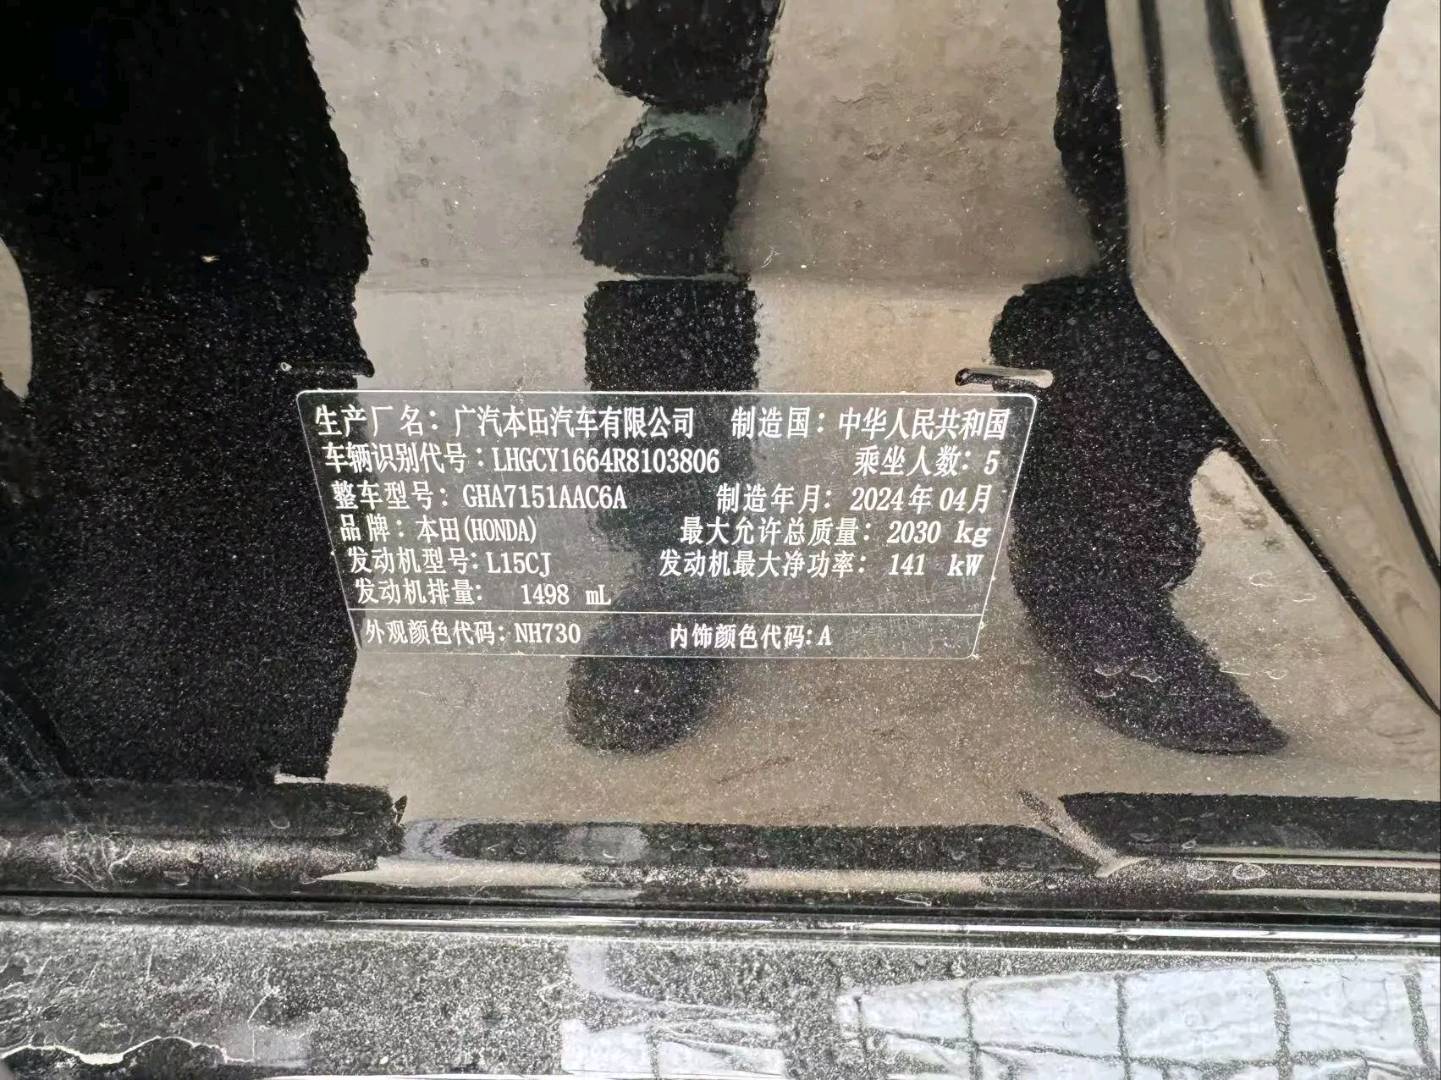 生产厂名：广汽本田汽车有限公司 制造国：中华人民共和国
车辆识别代号：LHGCY1664R8103806 乘坐人数：5
整车型号：GHA7151AAC6A 制造年月：2024年04月
品牌：本田(HONDA) 最大允许总质量：2030 kg
发动机型号：L15CJ 发动机最大净功率：141 kW
发动机排量：1498 mL
外观颜色代码：NH730 内饰颜色代码：A